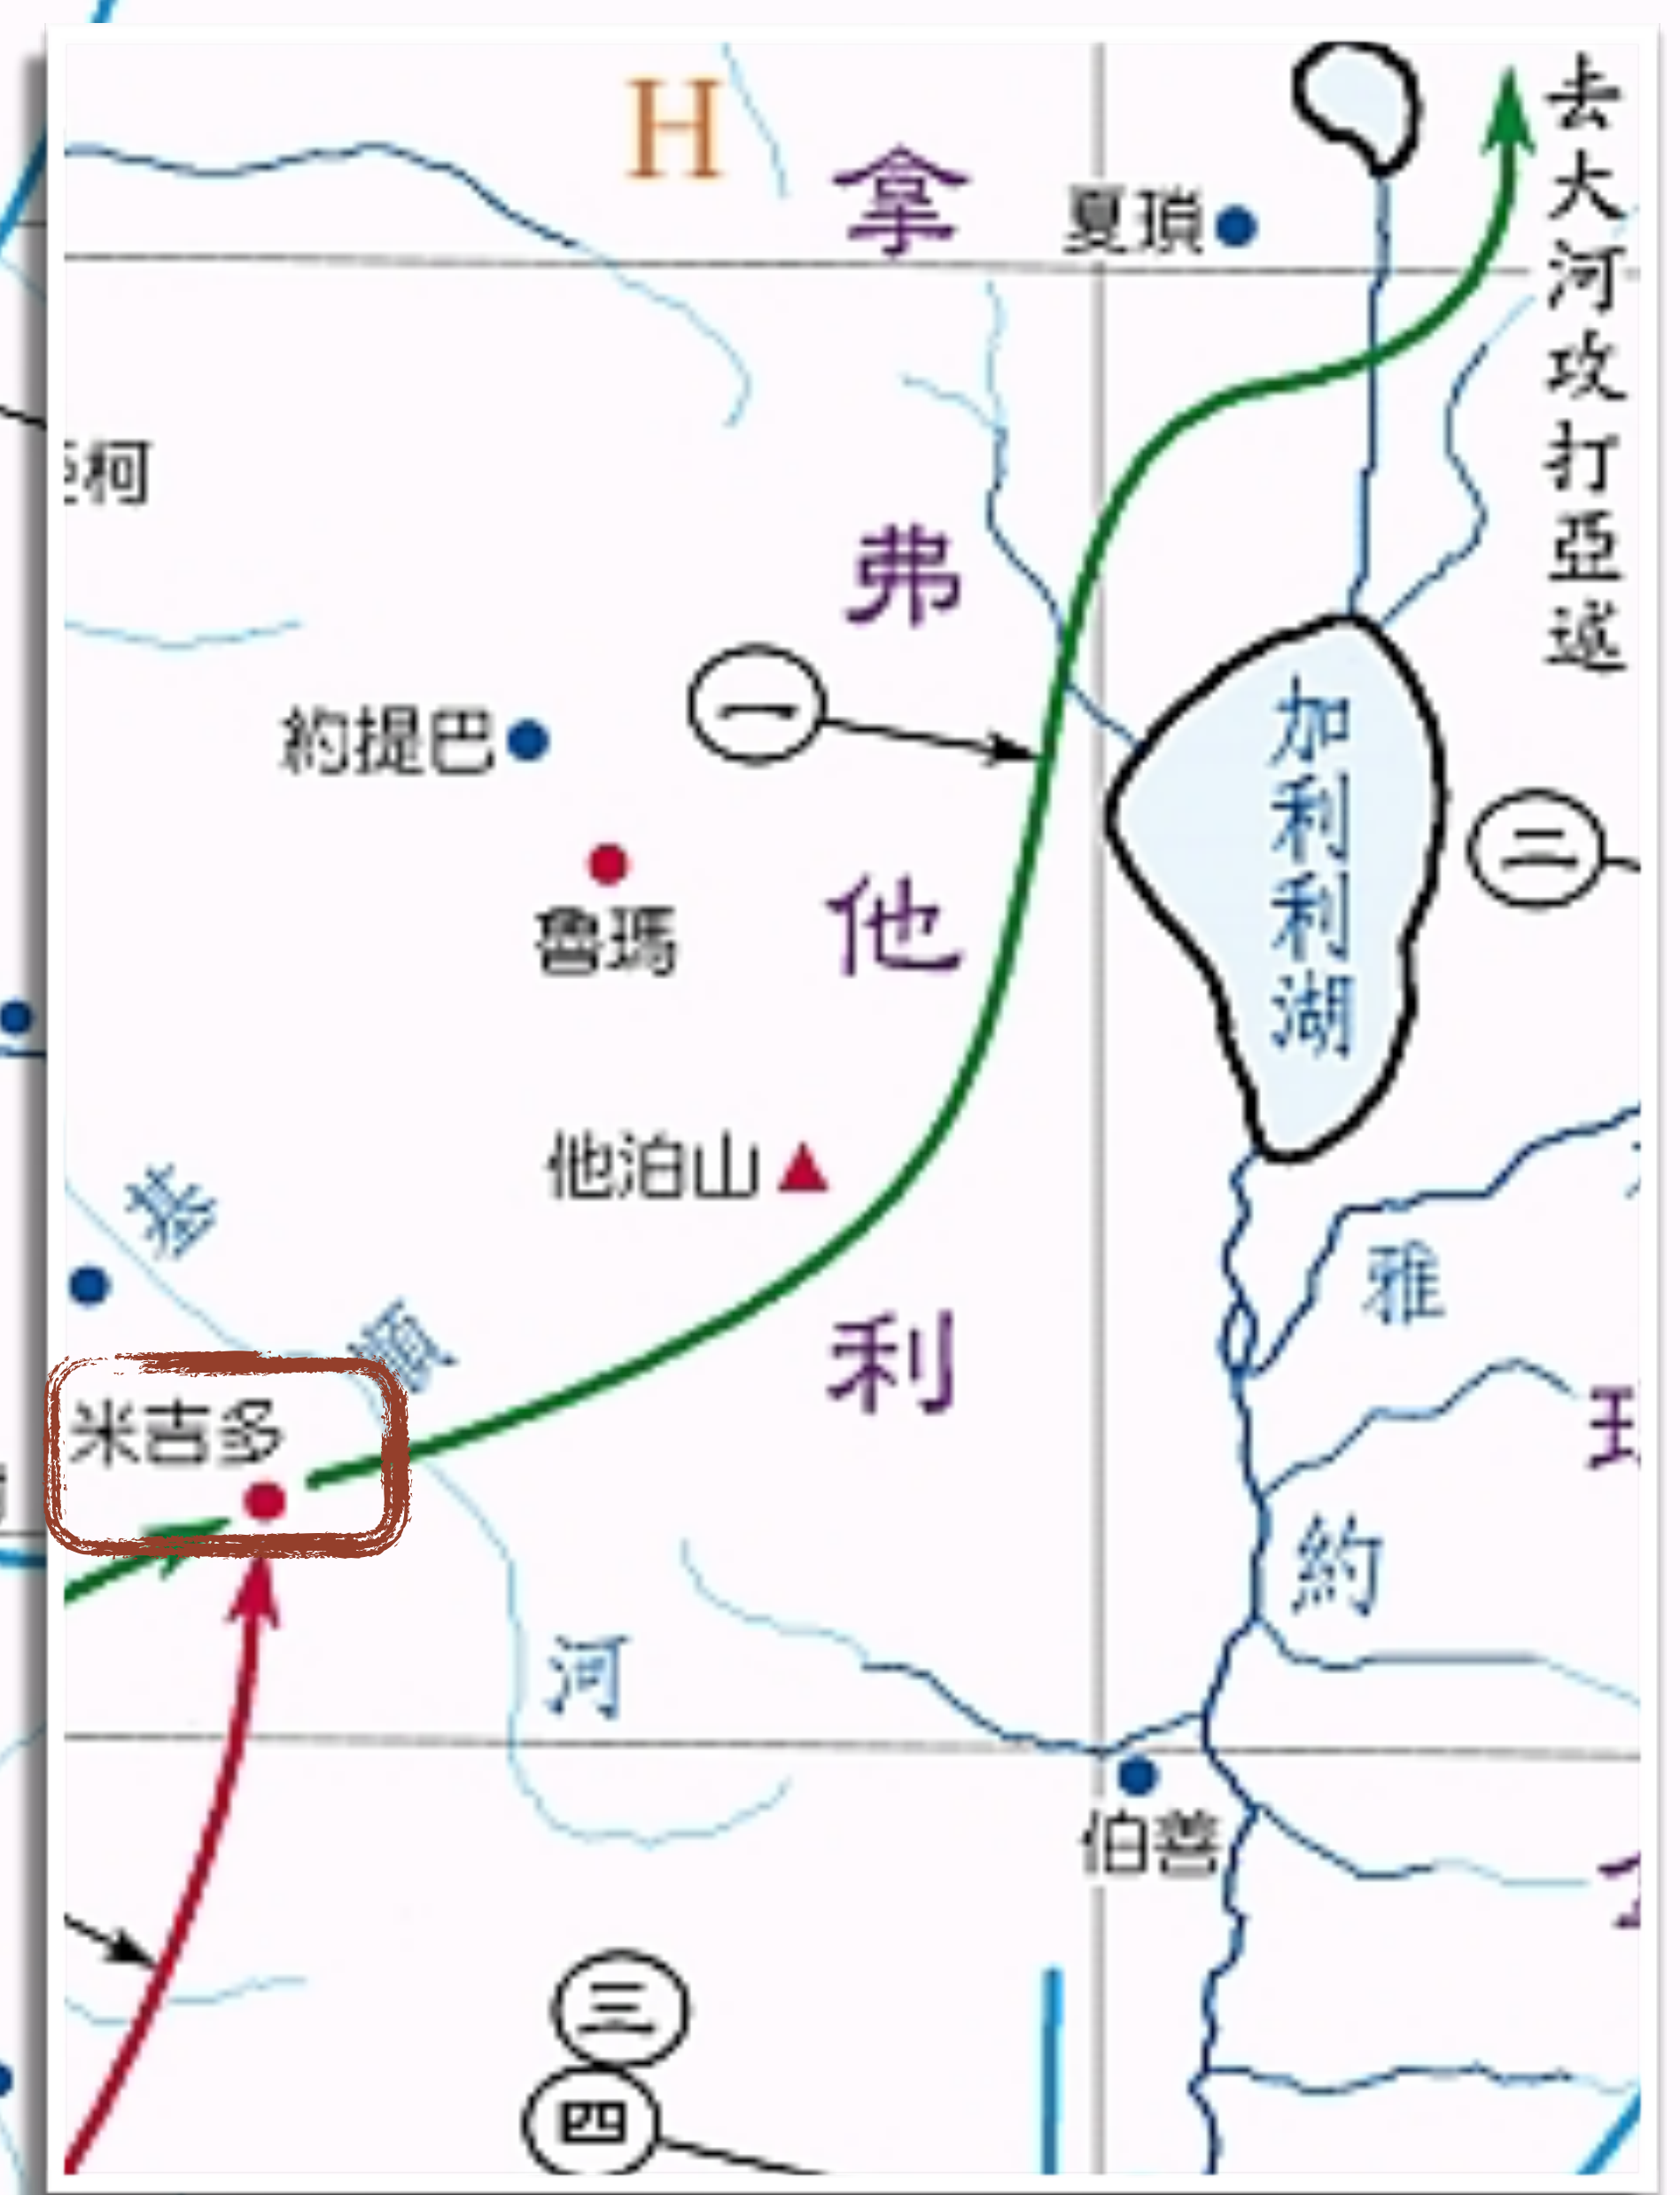 H
拿
夏瑣
去大河攻打亞述
柯
弗
約提巴
一
加利利湖
二
魯瑪
他
他泊山
基
順
河
雅
利
米吉多
約
伯善
三
四